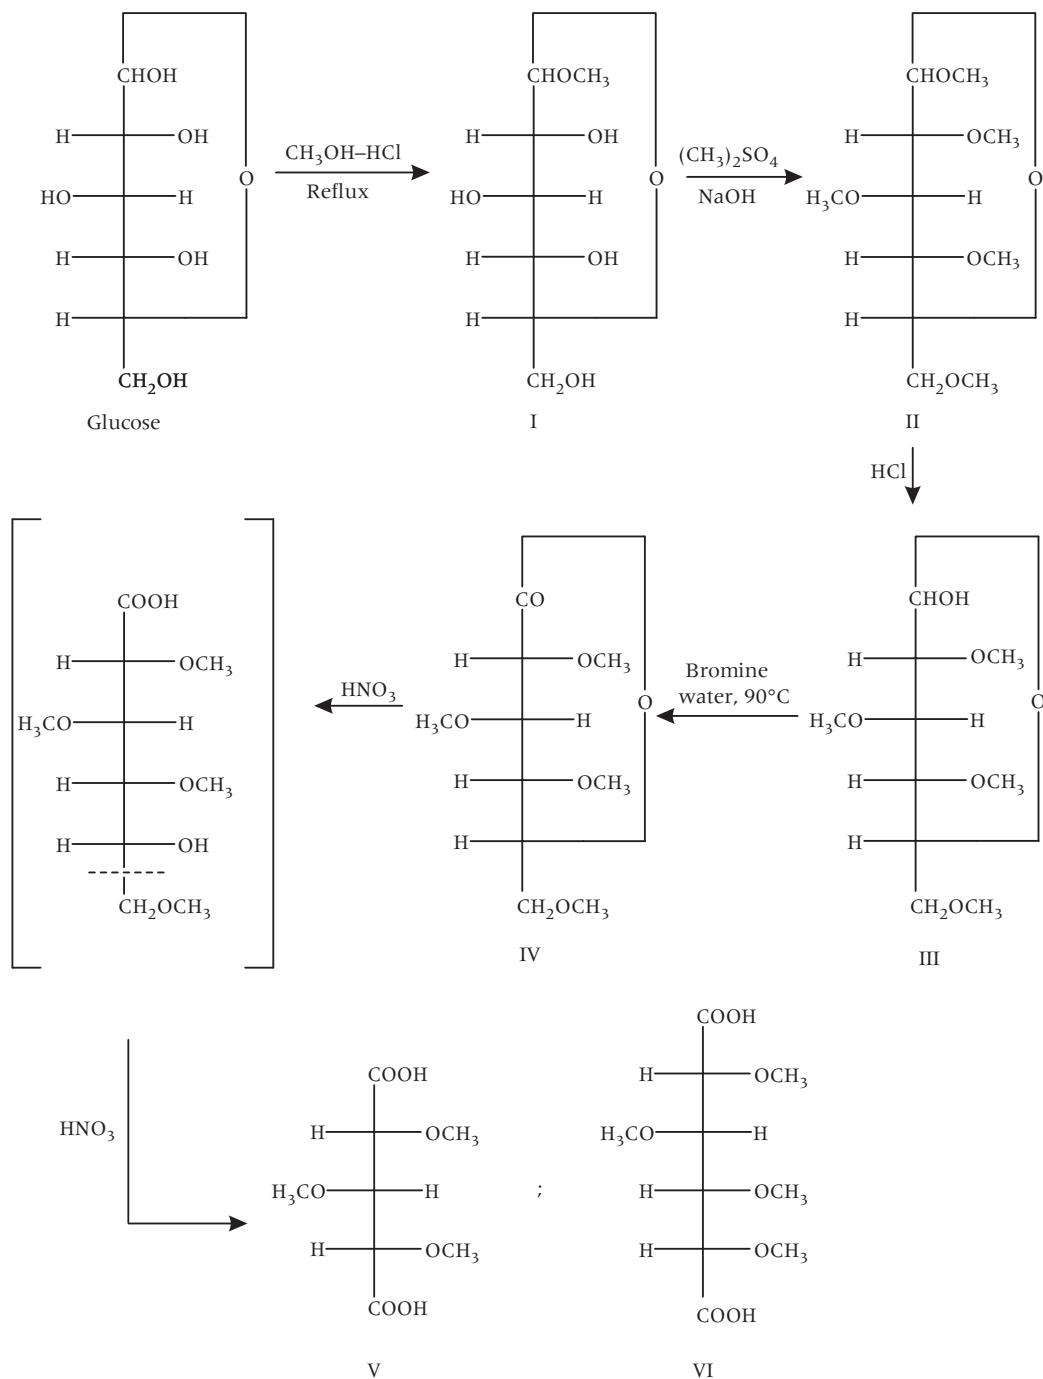 CHOH
H OH
HO H
H OH
H
O
CH₂OH
Glucose
CH₃OH–HCl
Reflux
CHOCH₃
H OH
HO H
H OH
H
O
CH₂OH
I
(CH₃)₂SO₄
NaOH
CHOCH₃
H OCH₃
H₃CO H
H OCH₃
H
O
CH₂OCH₃
II
HCl
CHOH
H OCH₃
H₃CO H
H OCH₃
H
O
CH₂OCH₃
III
Bromine
water, 90°C
CO
H OCH₃
H₃CO H
H OCH₃
H
O
CH₂OCH₃
IV
HNO₃
COOH
H OCH₃
H₃CO H
H OCH₃
H OH
CH₂OCH₃
HNO₃
COOH
H OCH₃
H₃CO H
H OCH₃
COOH
V
;
COOH
H OCH₃
H₃CO H
H OCH₃
H OCH₃
COOH
VI